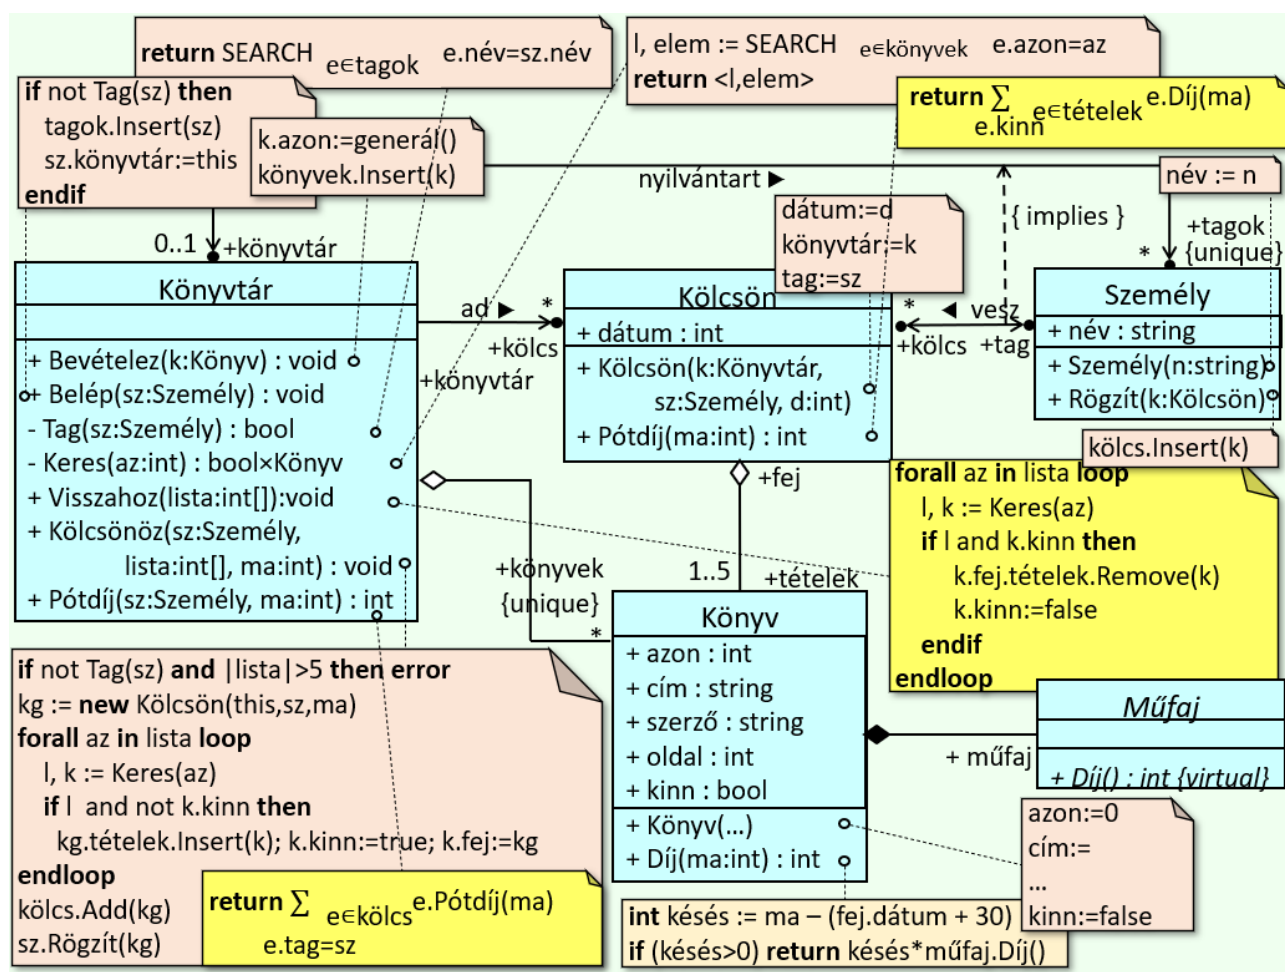 return SEARCH e∈tagok e.név=sz.név
l, elem := SEARCH e∈könyvek e.azon=az
return <l,elem>
if not Tag(sz) then
tagok.Insert(sz)
sz.könyvtár:=this
endif
k.azon:=generál()
könyvek.Insert(k)
return ∑ e∈tételek e.Díj(ma)
e.kinn
nyilvántart ▶
{ implies }
név := n
dátum:=d
könyvtár:=k
tag:=sz
0..1
+könyvtár
+tagok
{unique}
*
Könyvtár
+ Bevételez(k:Könyv) : void
+ Belép(sz:Személy) : void
- Tag(sz:Személy) : bool
- Keres(az:int) : bool×Könyv
+ Visszahoz(lista:int[]):void
+ Kölcsönöz(sz:Személy,
lista:int[], ma:int) : void
+ Pótdíj(sz:Személy, ma:int) : int
ad ▶
*
+kölcs
+könyvtár
Kölcsön
+ dátum : int
+ Kölcsön(k:Könyvtár,
sz:Személy, d:int)
+ Pótdíj(ma:int) : int
*
◀ vesz
+kölcs
+tag
Személy
+ név : string
+ Személy(n:string)
+ Rögzít(k:Kölcsön)
kölcs.Insert(k)
+fej
1..5
+tételek
+könyvek
{unique}
*
forall az in lista loop
l, k := Keres(az)
if l and k.kinn then
k.fej.tételek.Remove(k)
k.kinn:=false
endif
endloop
Könyv
+ azon : int
+ cím : string
+ szerző : string
+ oldal : int
+ kinn : bool
+ Könyv(...)
+ Díj(ma:int) : int
+ műfaj
Műfaj
+ Díj() : int {virtual}
if not Tag(sz) and |lista|>5 then error
kg := new Kölcsön(this,sz,ma)
forall az in lista loop
l, k := Keres(az)
if l and not k.kinn then
kg.tételek.Insert(k); k.kinn:=true; k.fej:=kg
endloop
kölcs.Add(kg)
sz.Rögzít(kg)
return ∑ e∈kölcs e.Pótdíj(ma)
e.tag=sz
azon:=0
cím:=
...
kinn:=false
int késés := ma – (fej.dátum + 30)
if (késés>0) return késés*műfaj.Díj()